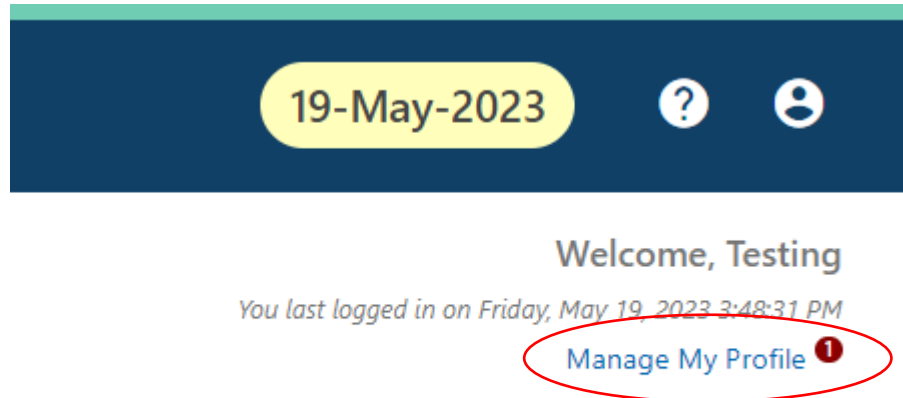 19-May-2023 ?
Welcome, Testing
You last logged in on Friday, May 19, 2023 3:48:31 PM
Manage My Profile 1